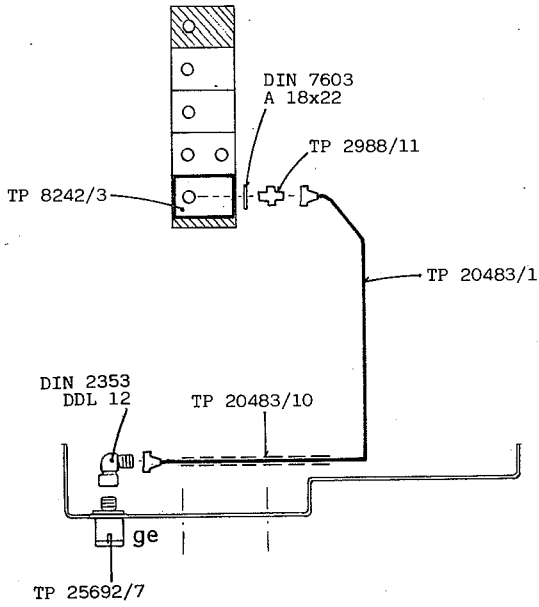 DIN 7603
A 18x22
TP 2988/11
TP 8242/3
TP 20483/1
DIN 2353
DDL 12
TP 20483/10
ge
TP 25692/7